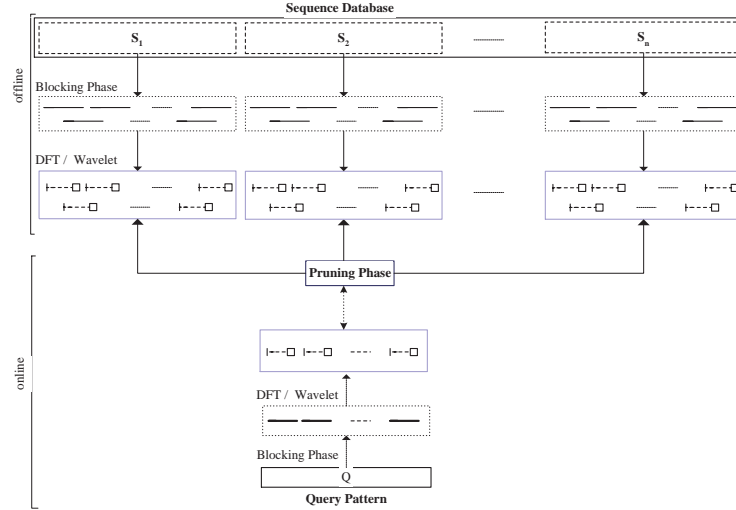 Sequence Database
S1 S2 Sn
offline
Blocking Phase
DFT / Wavelet
Pruning Phase
online
DFT / Wavelet
Blocking Phase
Q
Query Pattern